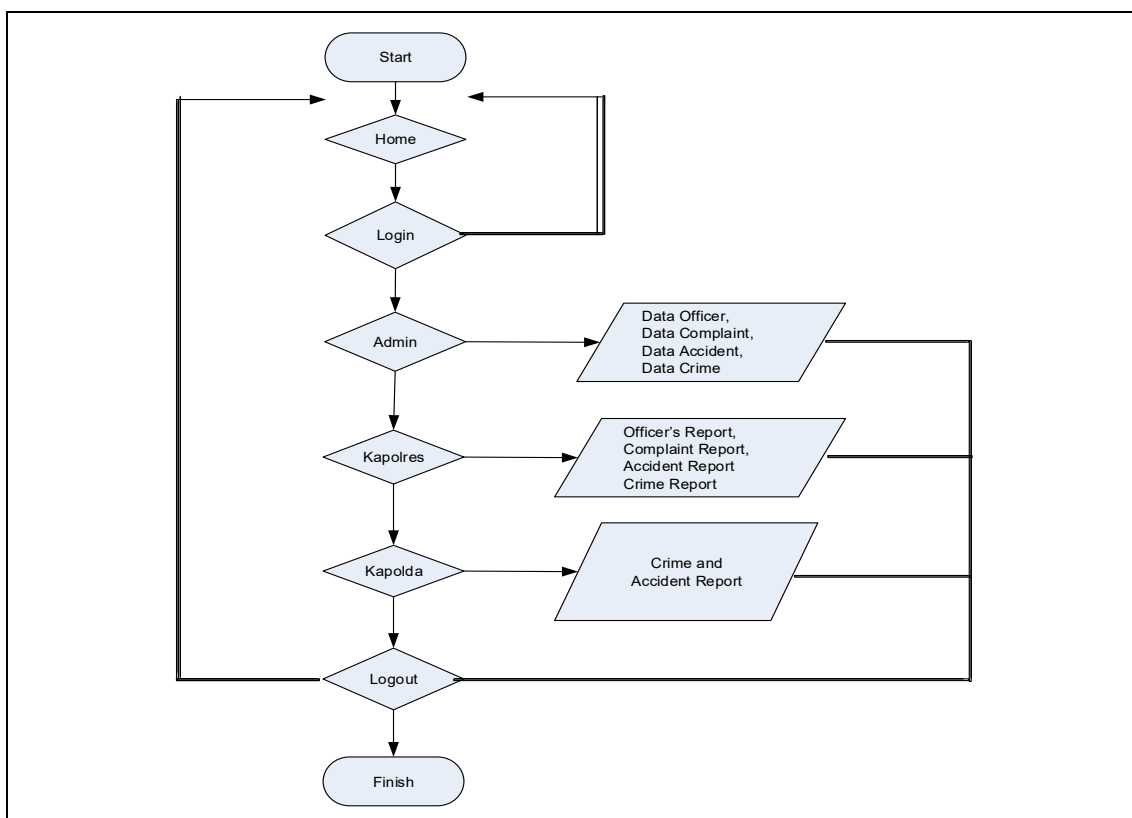 Start
Home
Login
Admin
Data Officer,
Data Complaint,
Data Accident,
Data Crime
Kapolres
Officer's Report,
Complaint Report,
Accident Report
Crime Report
Kapolda
Crime and
Accident Report
Logout
Finish